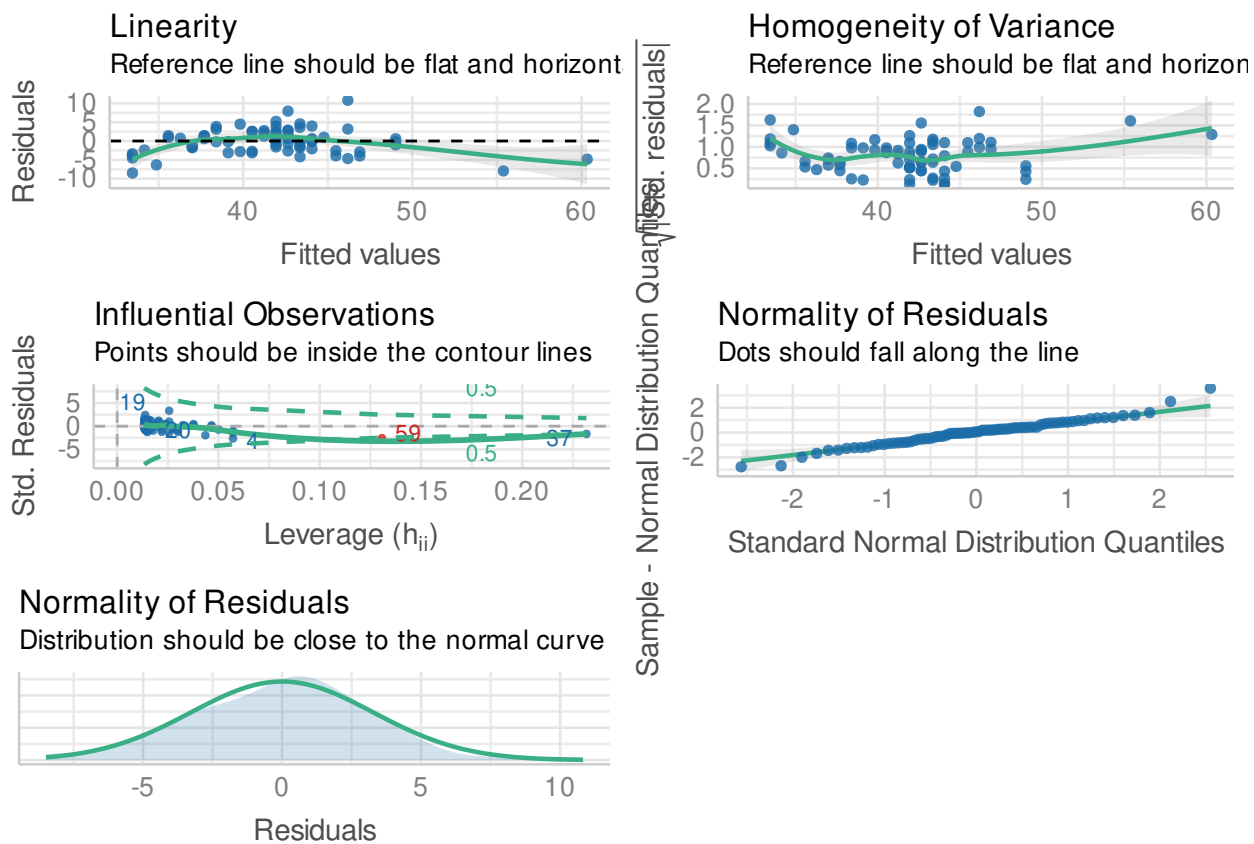 Linearity
Reference line should be flat and horizont
Residuals
10
5
0
-5
-10
40
50
60
Fitted values
Homogeneity of Variance
Reference line should be flat and horizon
√|Std. residuals|
2.0
1.5
1.0
0.5
40
50
60
Fitted values
Influential Observations
Points should be inside the contour lines
Std. Residuals
5
0
-5
19
20
4
59
37
0.5
0.5
0.00
0.05
0.10
0.15
0.20
Leverage (hii)
Normality of Residuals
Dots should fall along the line
Sample - Normal Distribution Quantiles
2
0
-2
-2
-1
0
1
2
Standard Normal Distribution Quantiles
Normality of Residuals
Distribution should be close to the normal curve
-5
0
5
10
Residuals